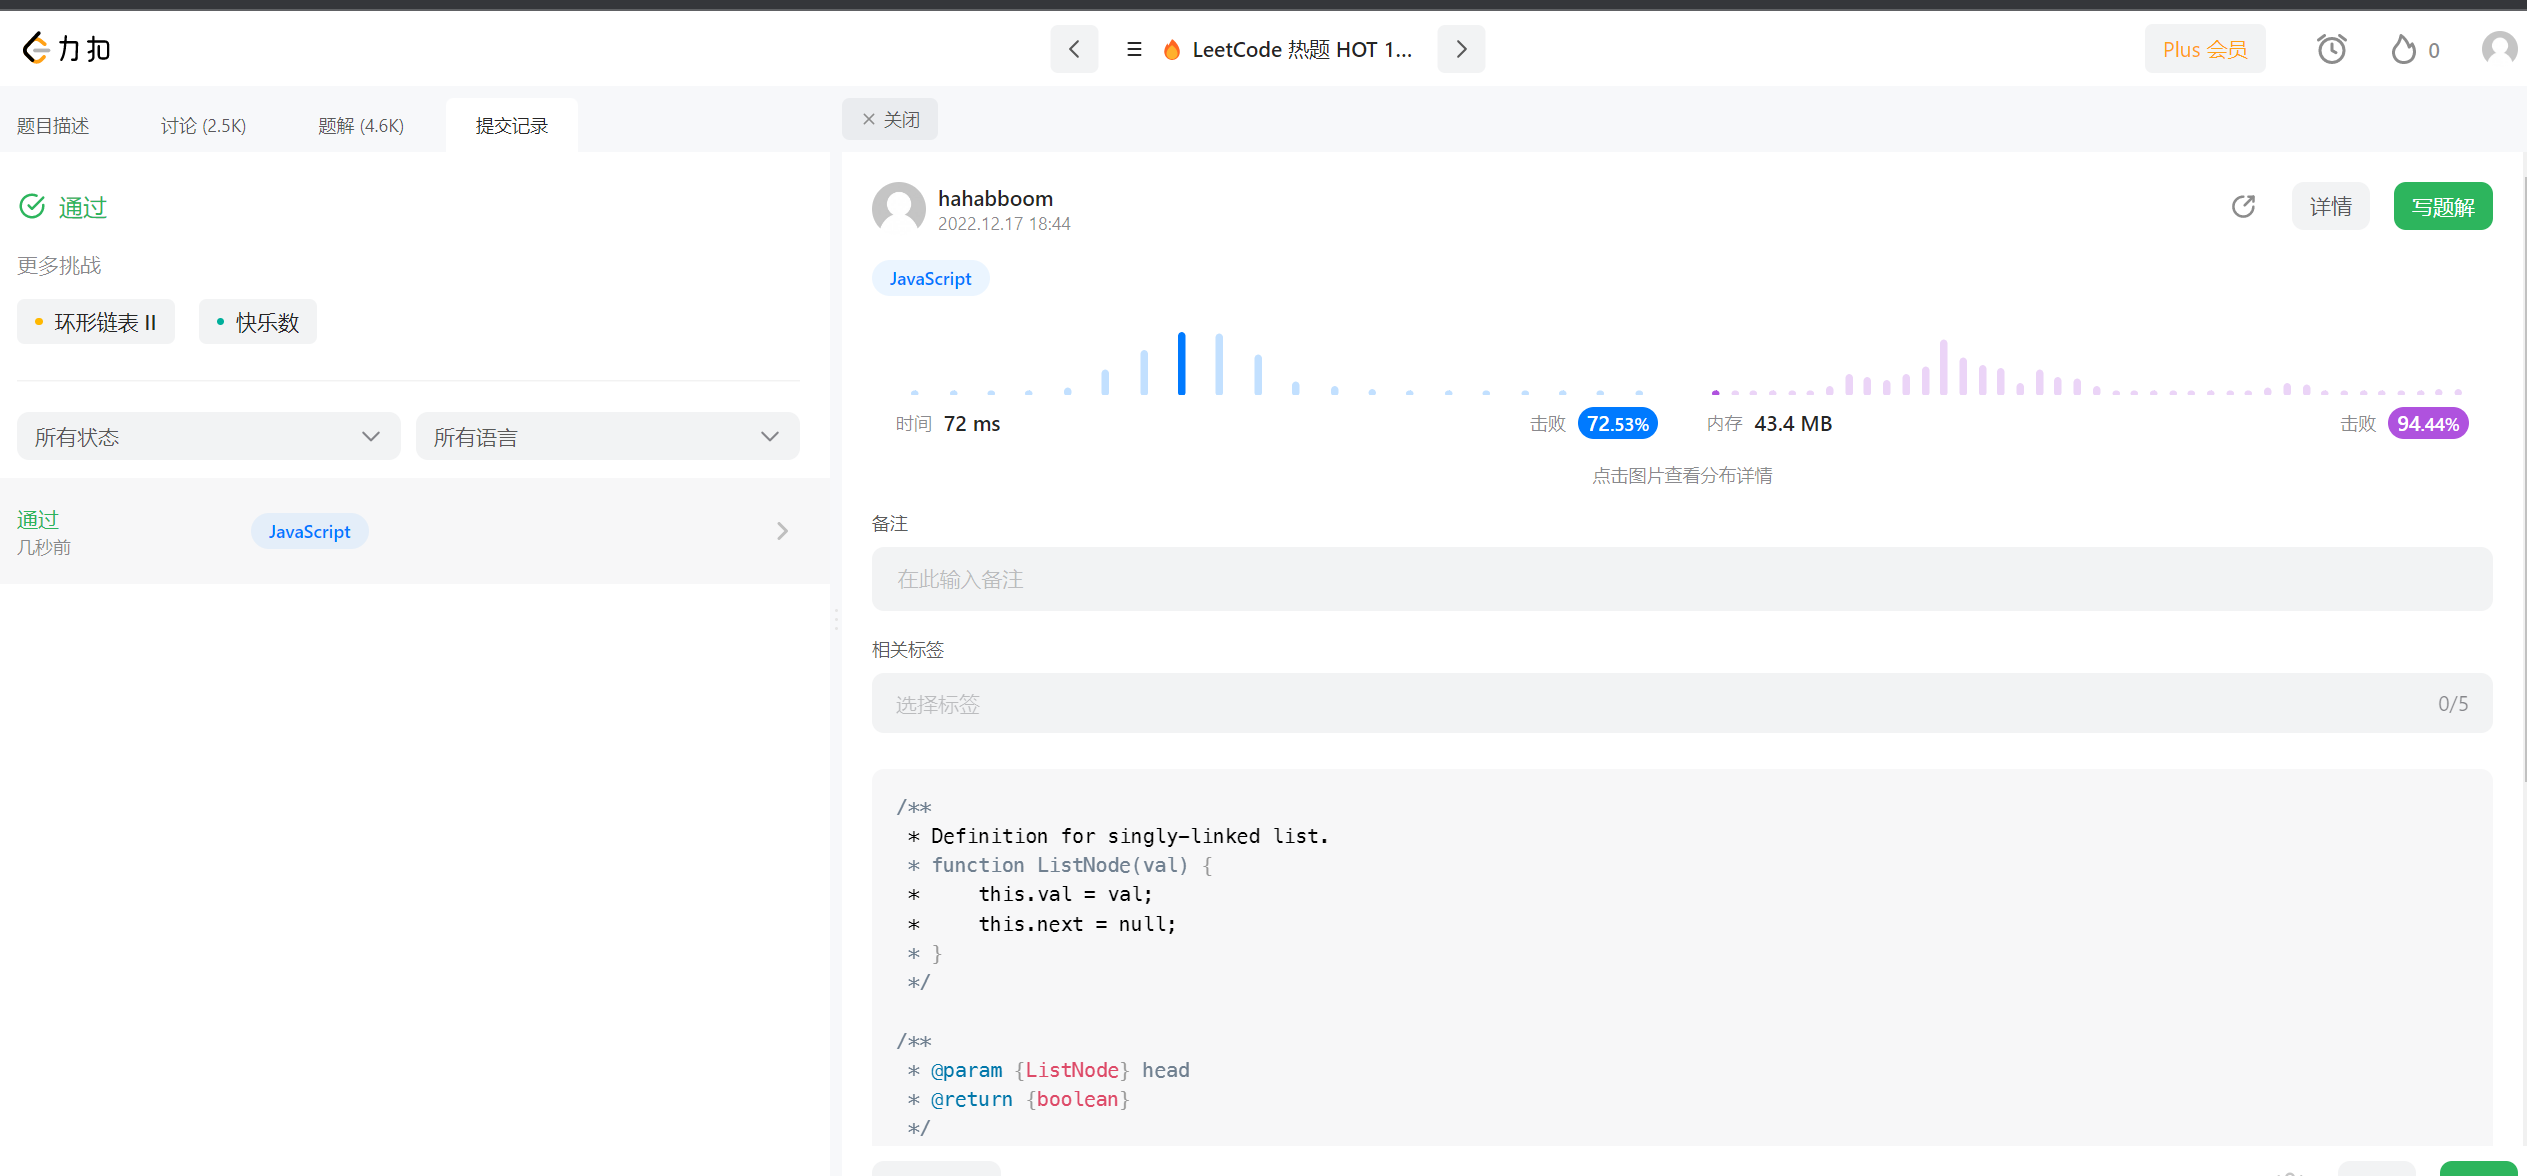 力扣
LeetCode 热题 HOT 1...
Plus 会员
0
题目描述
讨论 (2.5K)
题解 (4.6K)
提交记录
关闭
通过
更多挑战
环形链表 II
快乐数
所有状态
所有语言
通过
几秒前
JavaScript
hahabboom
2022.12.17 18:44
详情
写题解
JavaScript
时间 72 ms
击败 72.53%
内存 43.4 MB
击败 94.44%
点击图片查看分布详情
备注
在此输入备注
相关标签
选择标签
0/5
/**
 * Definition for singly-linked list.
 * function ListNode(val) {
 *     this.val = val;
 *     this.next = null;
 * }
 */
/**
 * @param {ListNode} head
 * @return {boolean}
 */